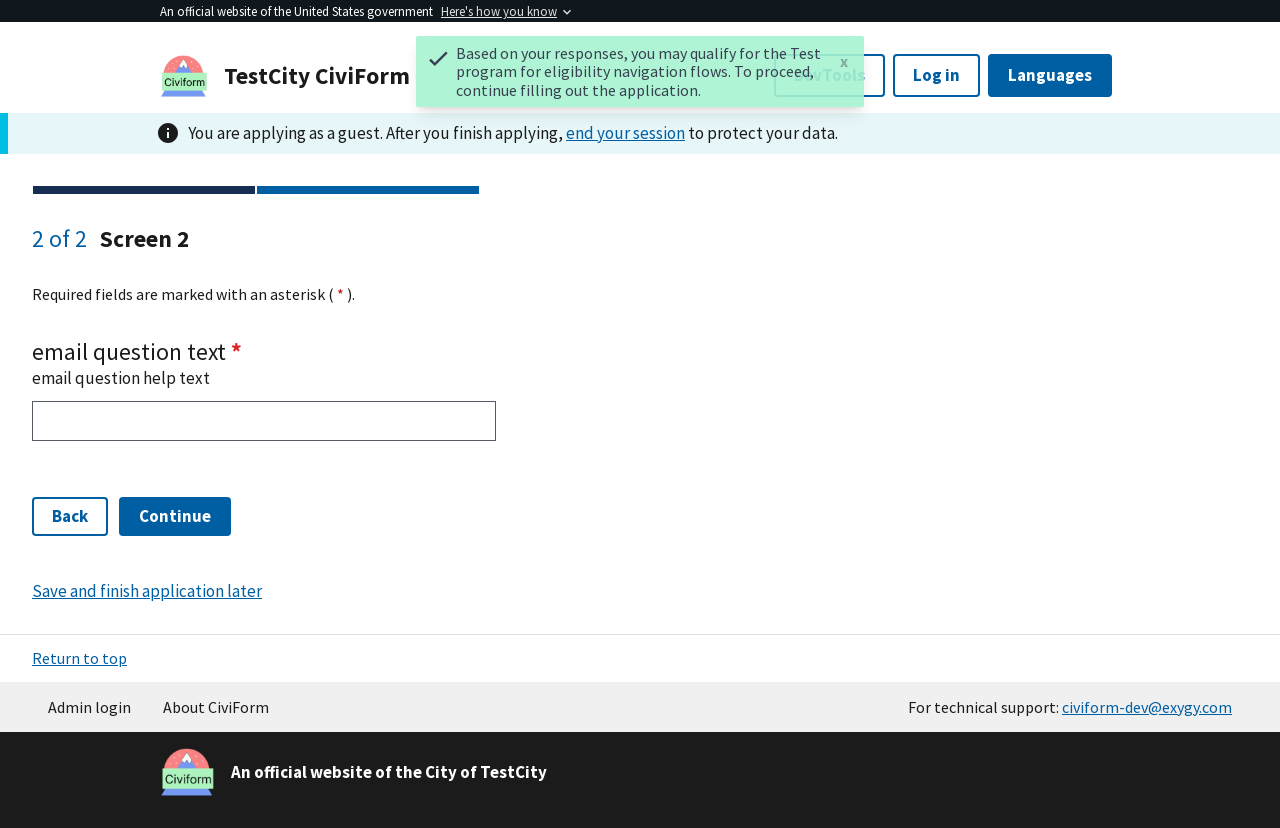 An official website of the United States government Here's how you know
Civiform
TestCity CiviForm
Based on your responses, you may qualify for the Test
program for eligibility navigation flows. To proceed,
continue filling out the application.
x
DevTools
Log in
Languages
You are applying as a guest. After you finish applying, end your session to protect your data.
2 of 2 Screen 2
Required fields are marked with an asterisk ( * ).
email question text *
email question help text
Back
Continue
Save and finish application later
Return to top
Admin login
About CiviForm
For technical support: civiform-dev@exygy.com
Civiform
An official website of the City of TestCity